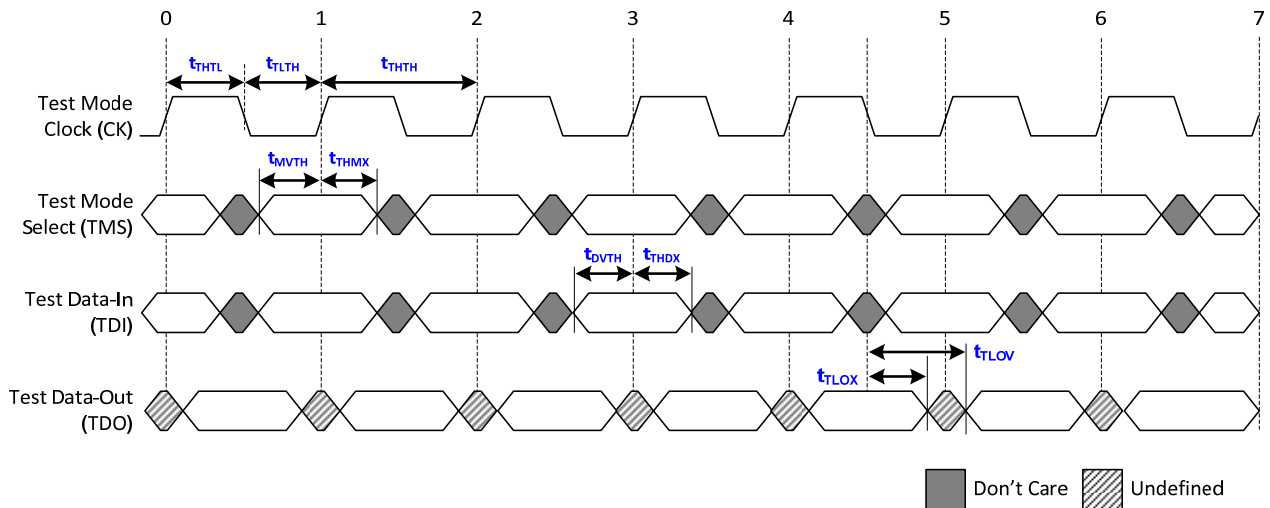 0 1 2 3 4 5 6 7
tTHTL tTLTH tTHTH
Test Mode
Clock (CK)
tMVTH tTHMX
Test Mode
Select (TMS)
tDVTH tTHDX
Test Data-In
(TDI)
tTLOV
tTLOX
Test Data-Out
(TDO)
Don't Care Undefined